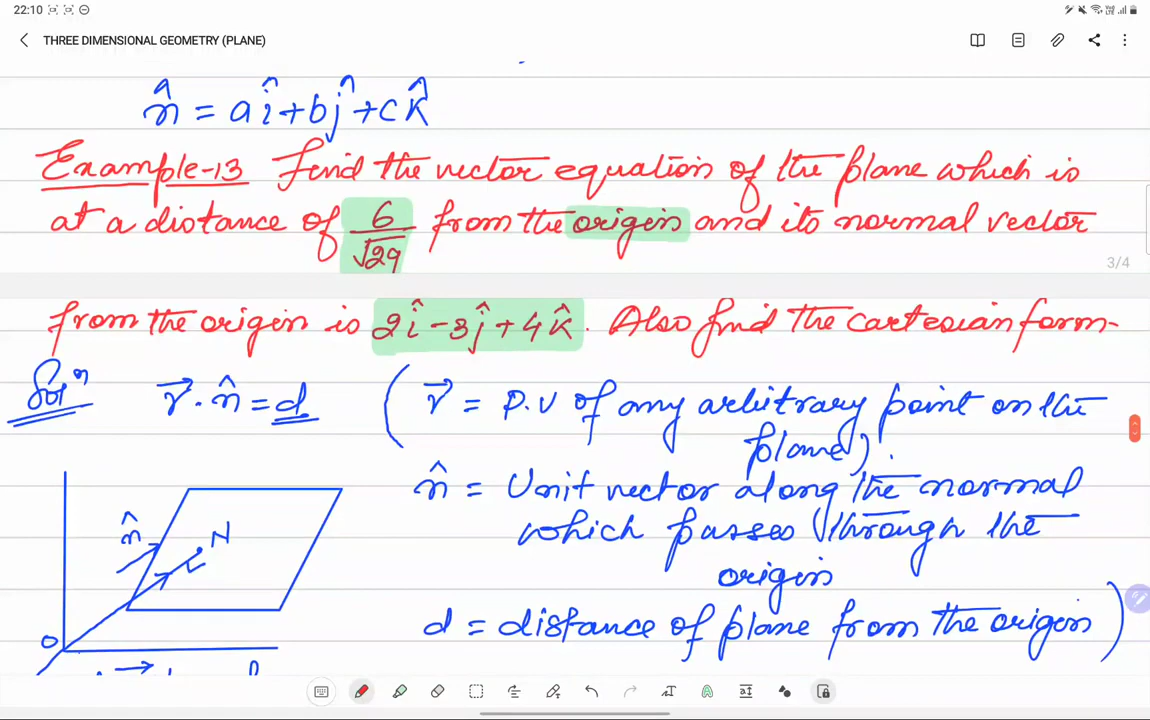 22:10
THREE DIMENSIONAL GEOMETRY (PLANE)
n̂ = aî+bĵ+ck̂
Example-13 Find the vector equation of the plane which is
at a distance of 6/√29 from the origin and its normal vector
3/4
from the origin is 2î-3ĵ+4k̂. Also find the cartesian form-
Solⁿ r⃗. n̂ = d ( r⃗ = P.V of any arbitrary point on the
plane).
n̂ = Unit vector along the normal
which passes through the
origin
n̂ N
d = distance of plane from the origin )
O